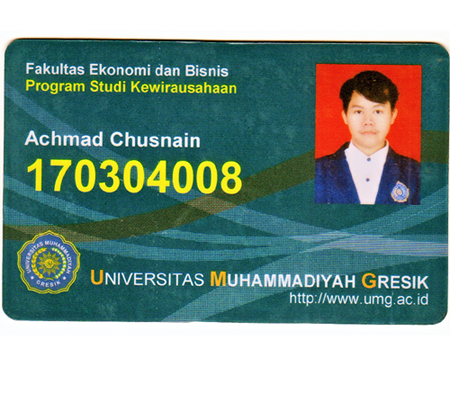 Fakultas Ekonomi dan Bisnis
Program Studi Kewirausahaan
Achmad Chusnain
170304008
UNIVERSITAS MUHAMMADIYAH
GRESIK
UNIVERSITAS MUHAMMADIYAH GRESIK
http://www.umg.ac.id